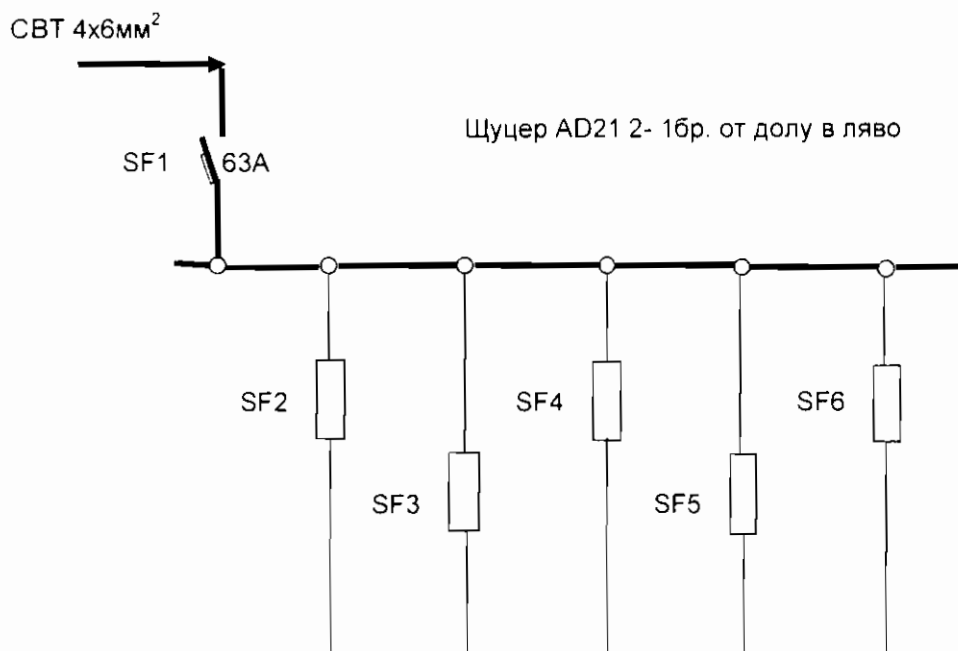 СВТ 4х6мм²
Щуцер AD21 2- 1бр. от долу в ляво
SF1 63A
SF2
SF4
SF6
SF3
SF5